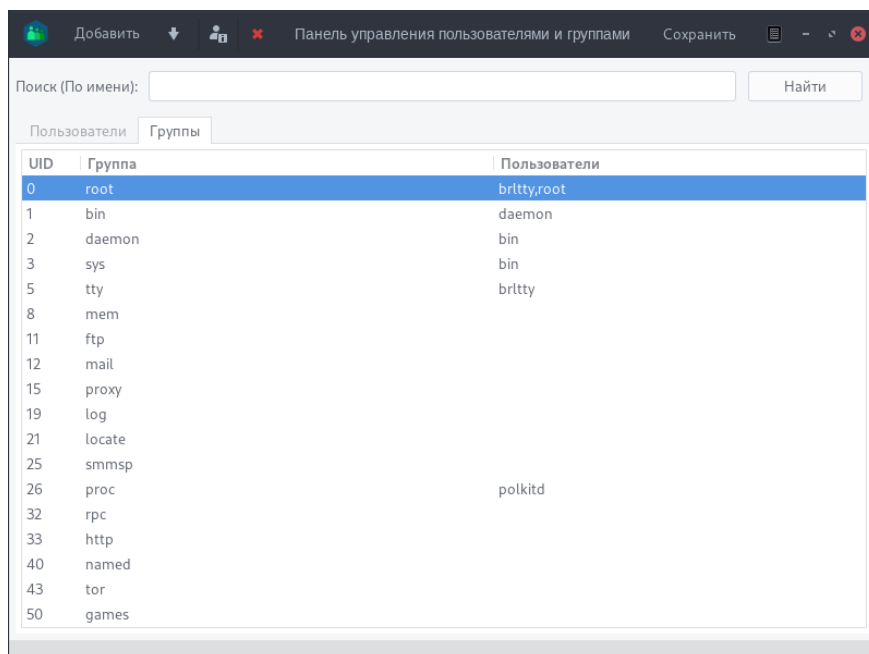 Добавить Панель управления пользователями и группами Сохранить
Поиск (По имени): Найти
Пользователи Группы
UID Группа Пользователи
0 root brltty,root
1 bin daemon
2 daemon bin
3 sys bin
5 tty brltty
8 mem
11 ftp
12 mail
15 proxy
19 log
21 locate
25 smmsp
26 proc polkitd
32 rpc
33 http
40 named
43 tor
50 games